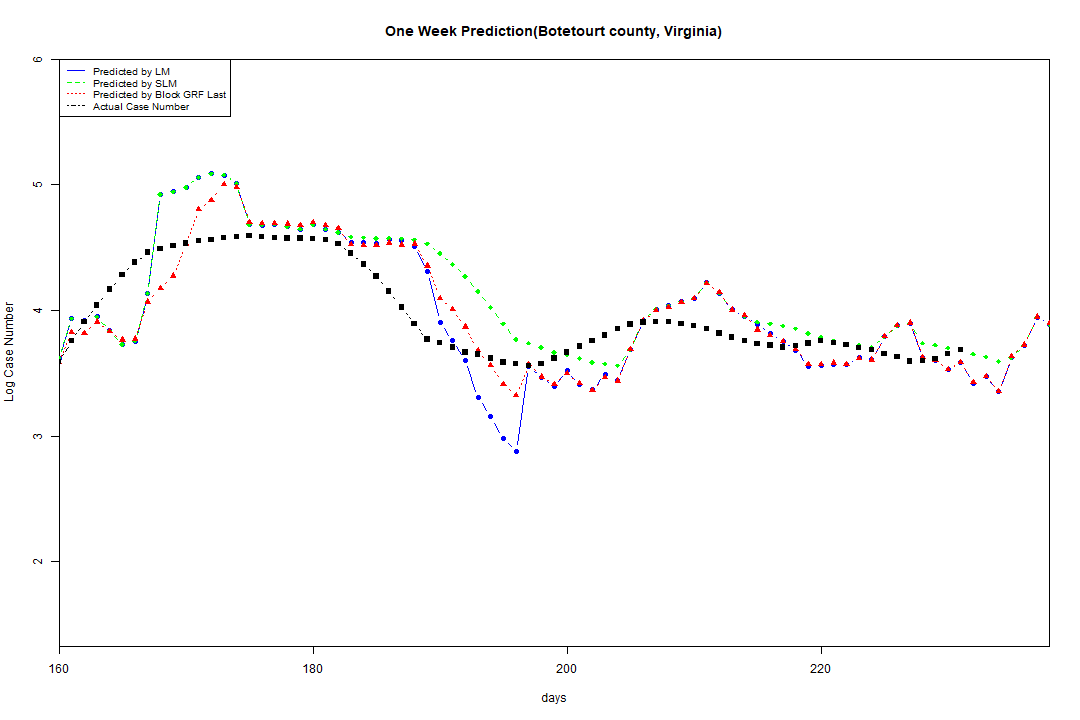 One Week Prediction(Botetourt county, Virginia)
Predicted by LM
Predicted by SLM
Predicted by Block GRF Last
Actual Case Number
6
5
4
3
2
Log Case Number
160
180
200
220
days